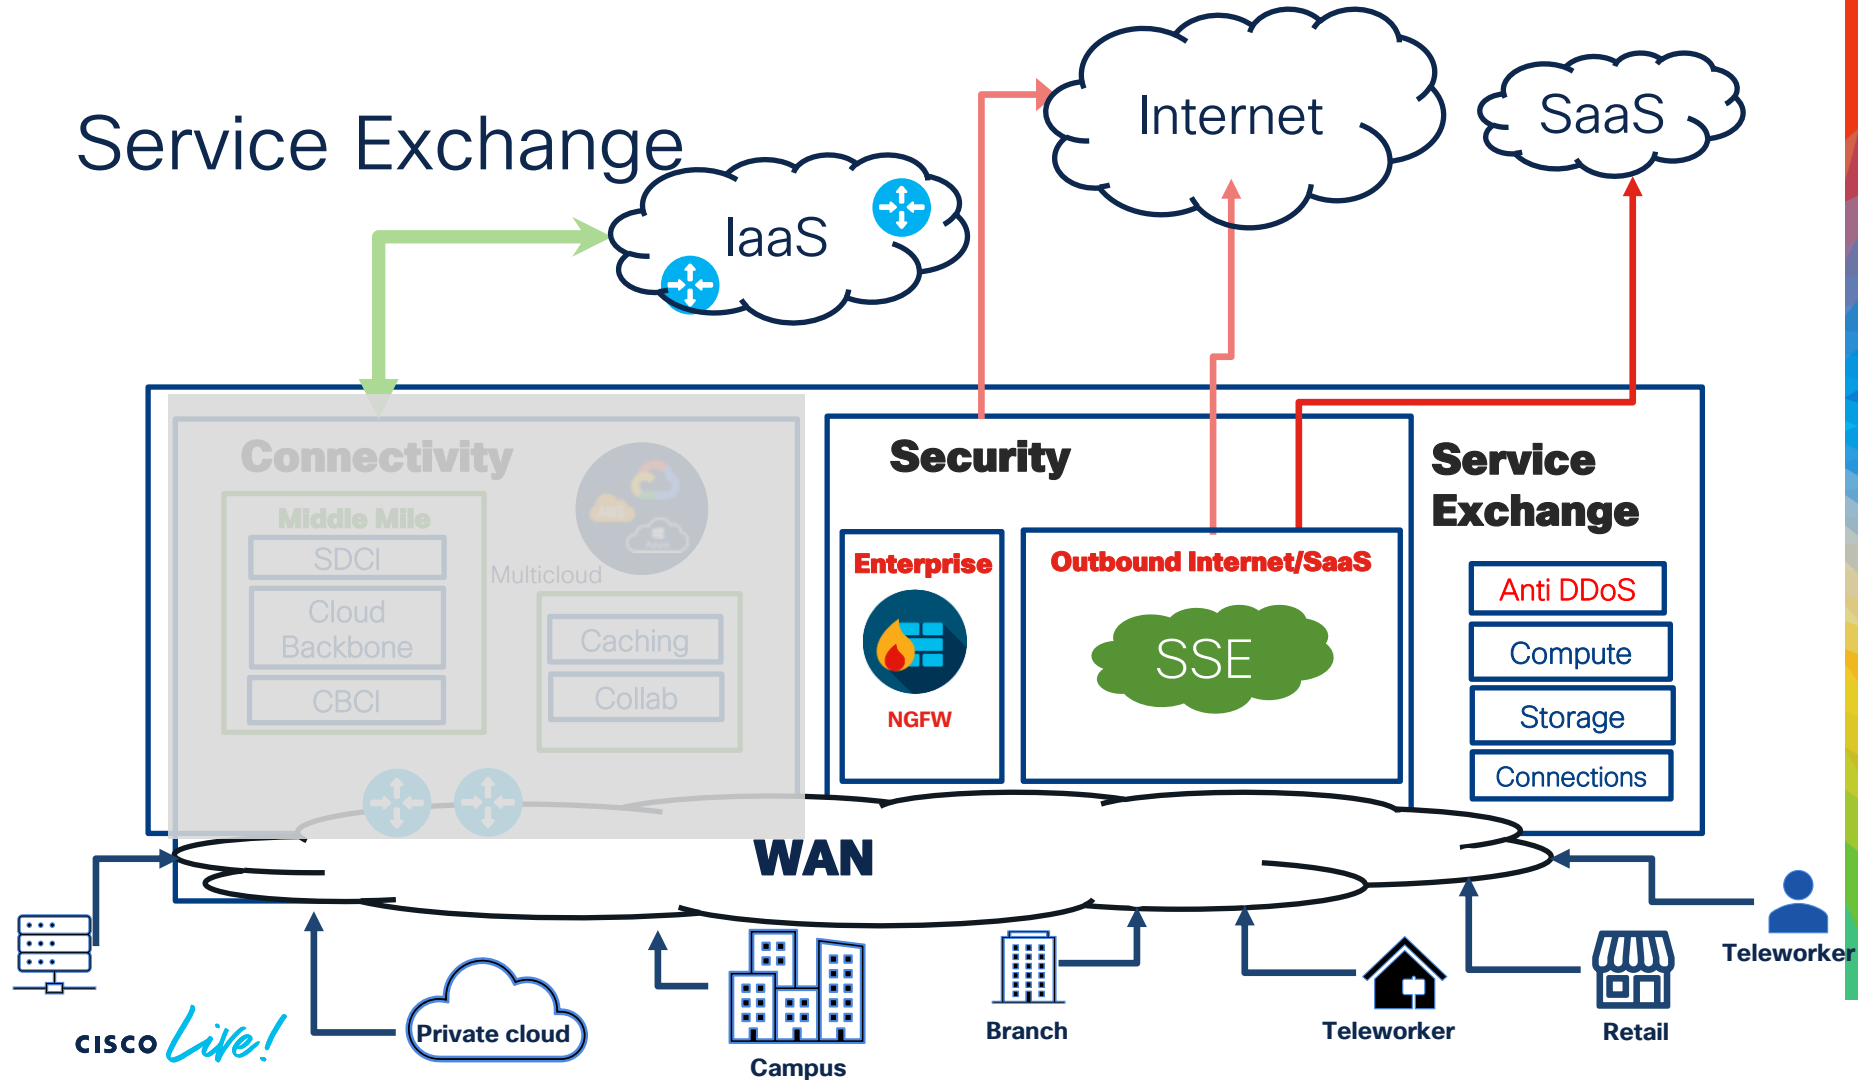 Service Exchange
Internet
SaaS
IaaS
Connectivity
Middle Mile
SDCI
Cloud
Backbone
CBCI
AWS
Azure
Multicloud
Caching
Collab
Security
Enterprise
NGFW
Outbound Internet/SaaS
SSE
Service
Exchange
Anti DDoS
Compute
Storage
Connections
WAN
Private cloud
Campus
Branch
Teleworker
Retail
Teleworker
CISCO Live!